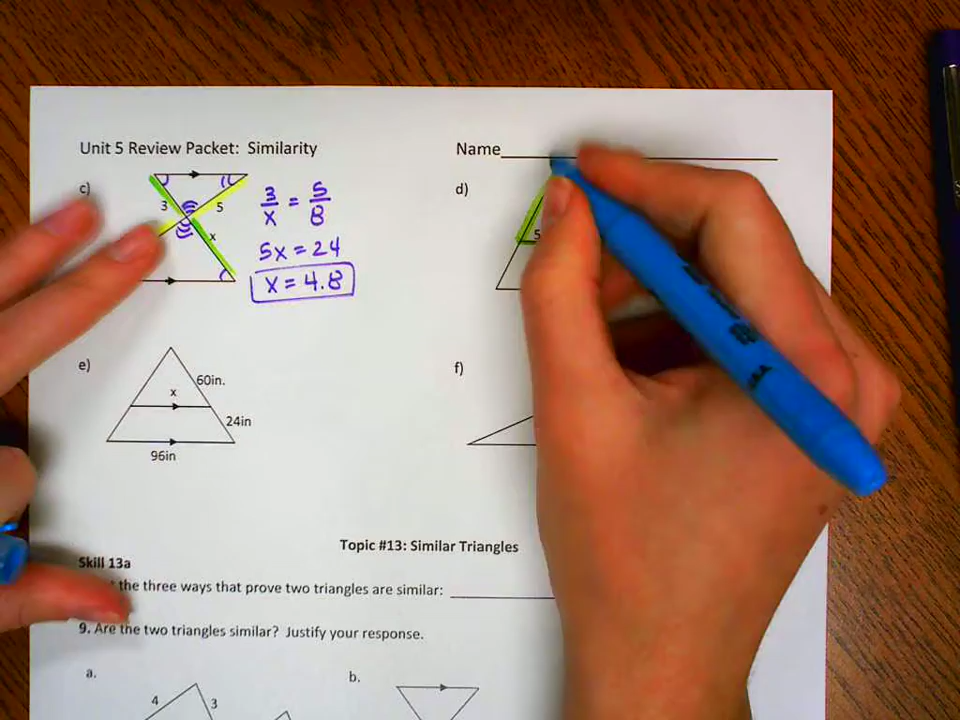 Unit 5 Review Packet: Similarity
Name
c)
3
5
x
3/x = 5/8
5x = 24
x = 4.8
d)
5
e)
60in.
x
24in
96in
f)
Topic #13: Similar Triangles
Skill 13a
the three ways that prove two triangles are similar:
9. Are the two triangles similar? Justify your response.
a.
4
3
b.